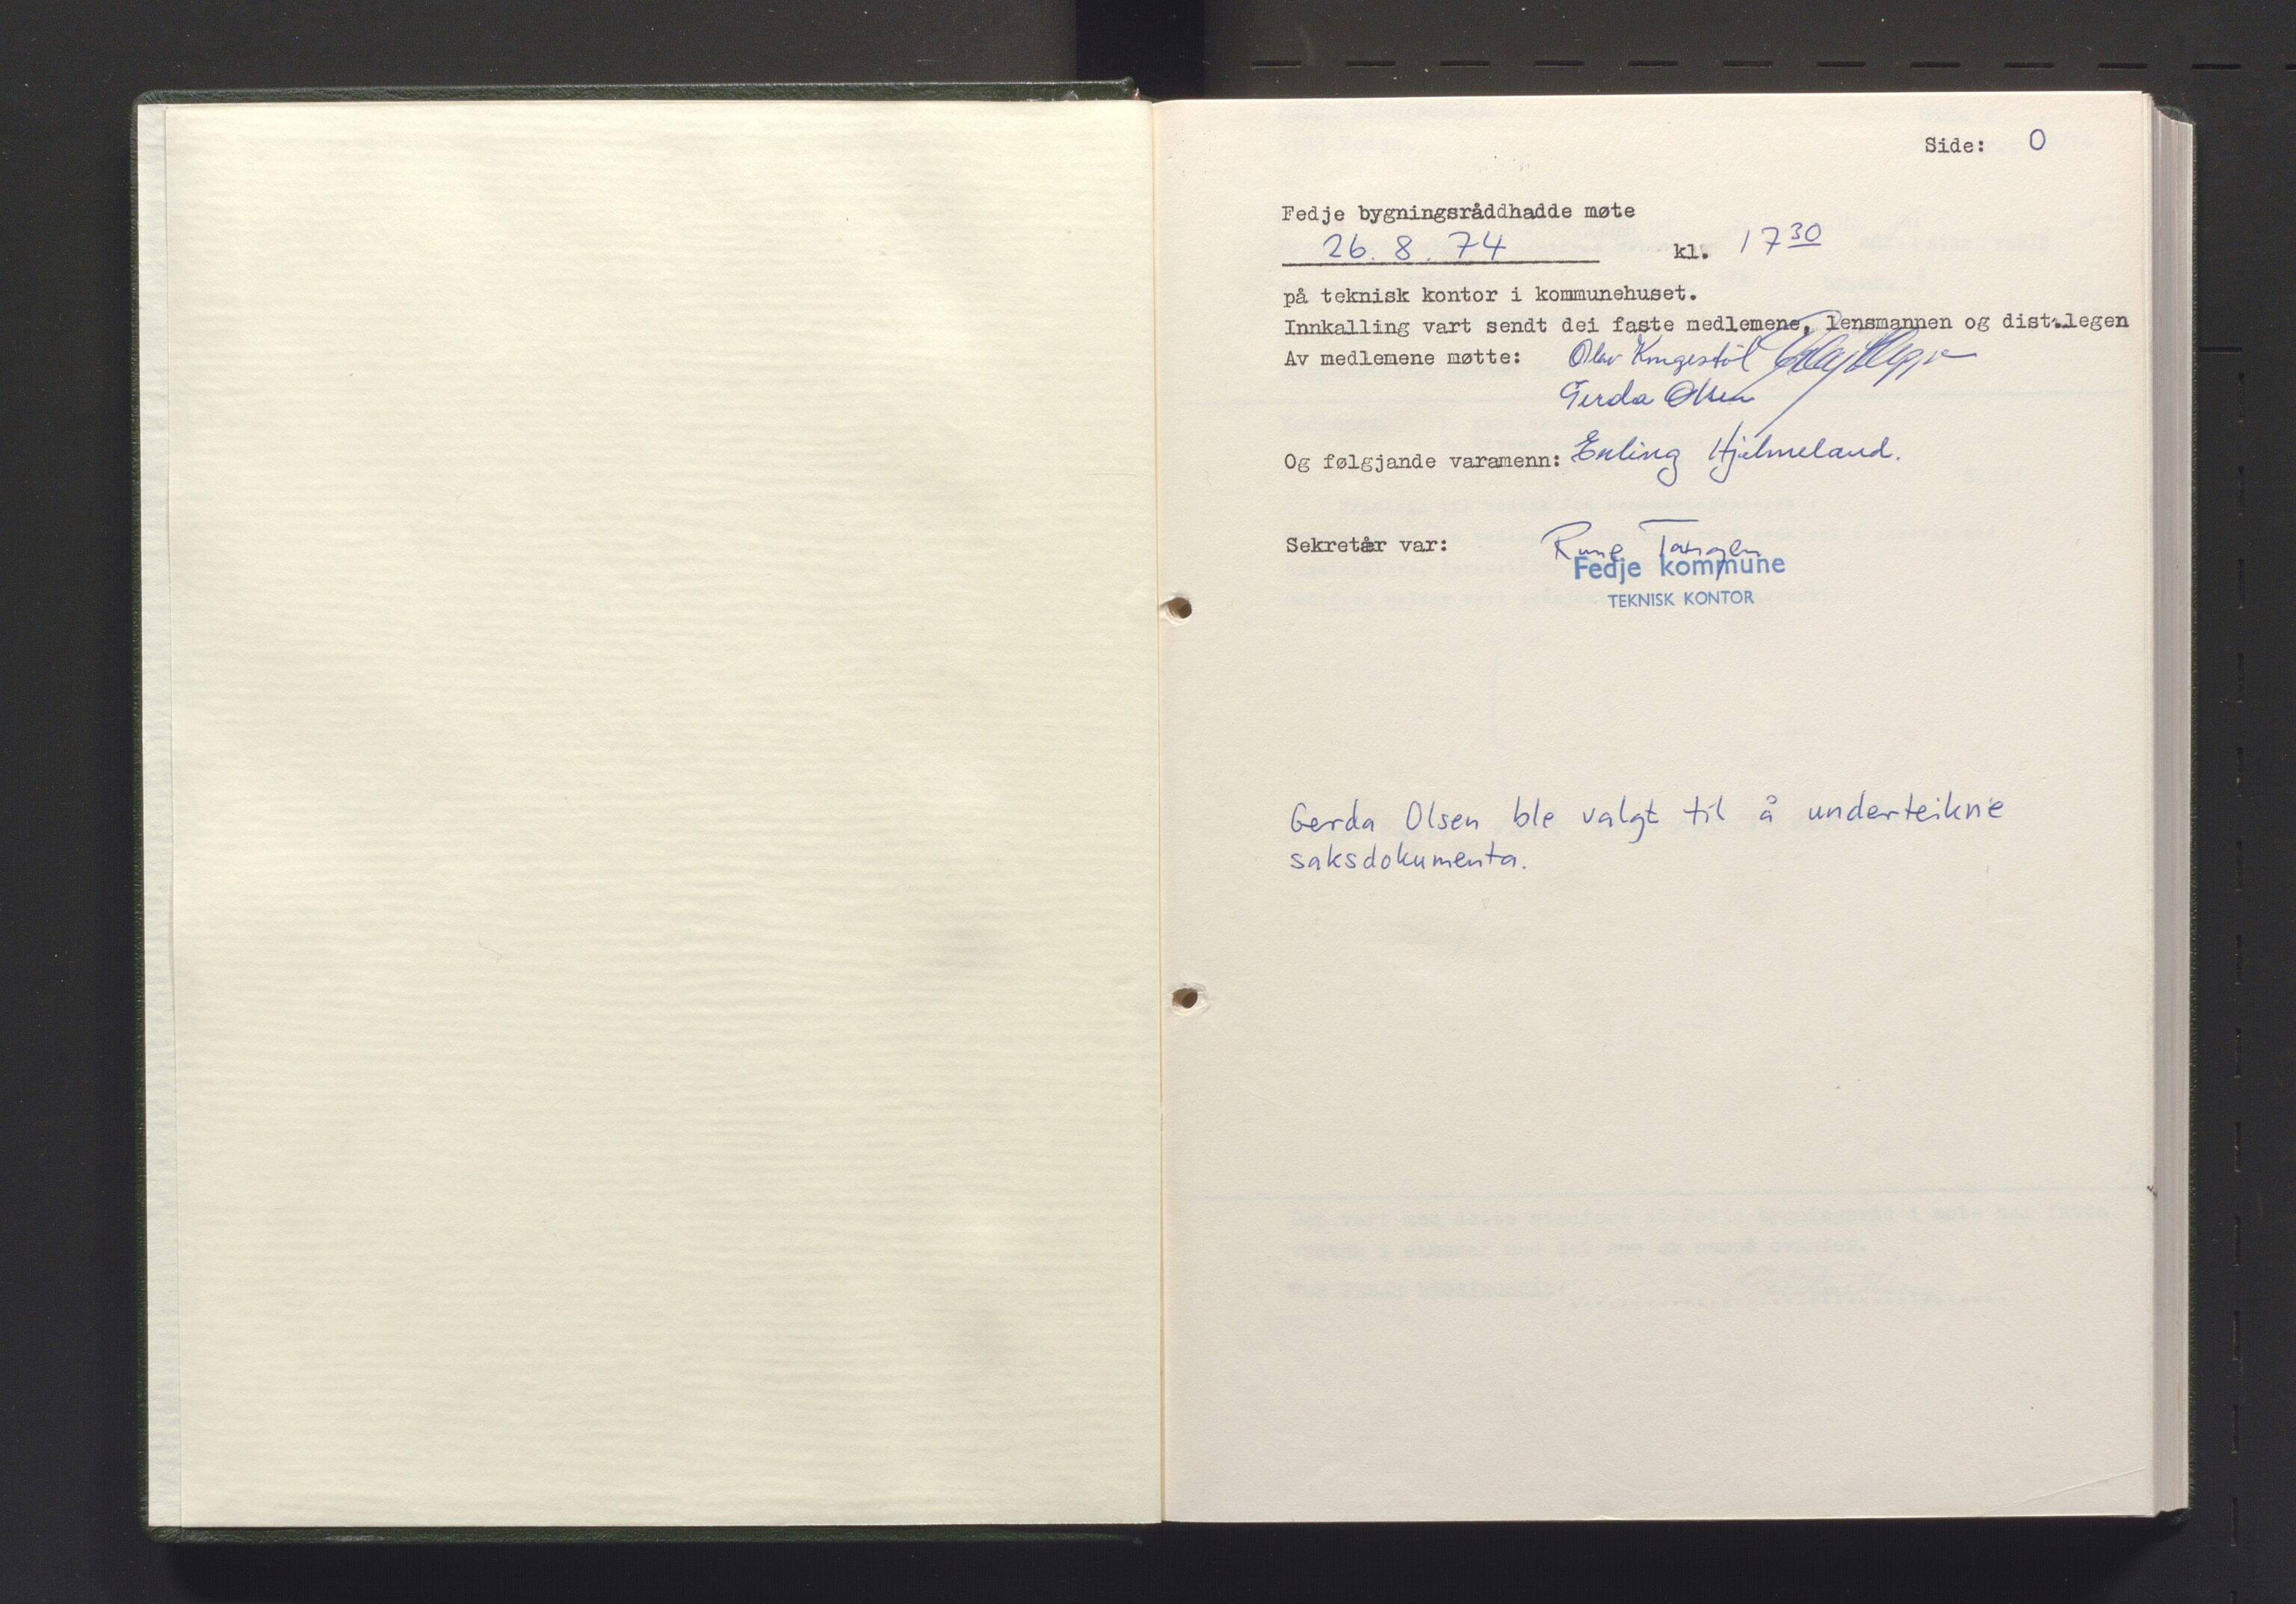 Side: 0
Fedje bygningsråddhadde møte
26. 8. 74 kl. 17 30
på teknisk kontor i kommunehuset.
Innkalling vart sendt dei faste medlemene, lensmannen og dist.legen
Av medlemene møtte: Olav
Gerda Olsen
Og følgjande varamenn: Erling Hjelmeland.
Sekretær var: Rune Tangen
Fedje kommune
TEKNISK KONTOR
Gerda Olsen ble valgt til å underteikne
saksdokumenta.